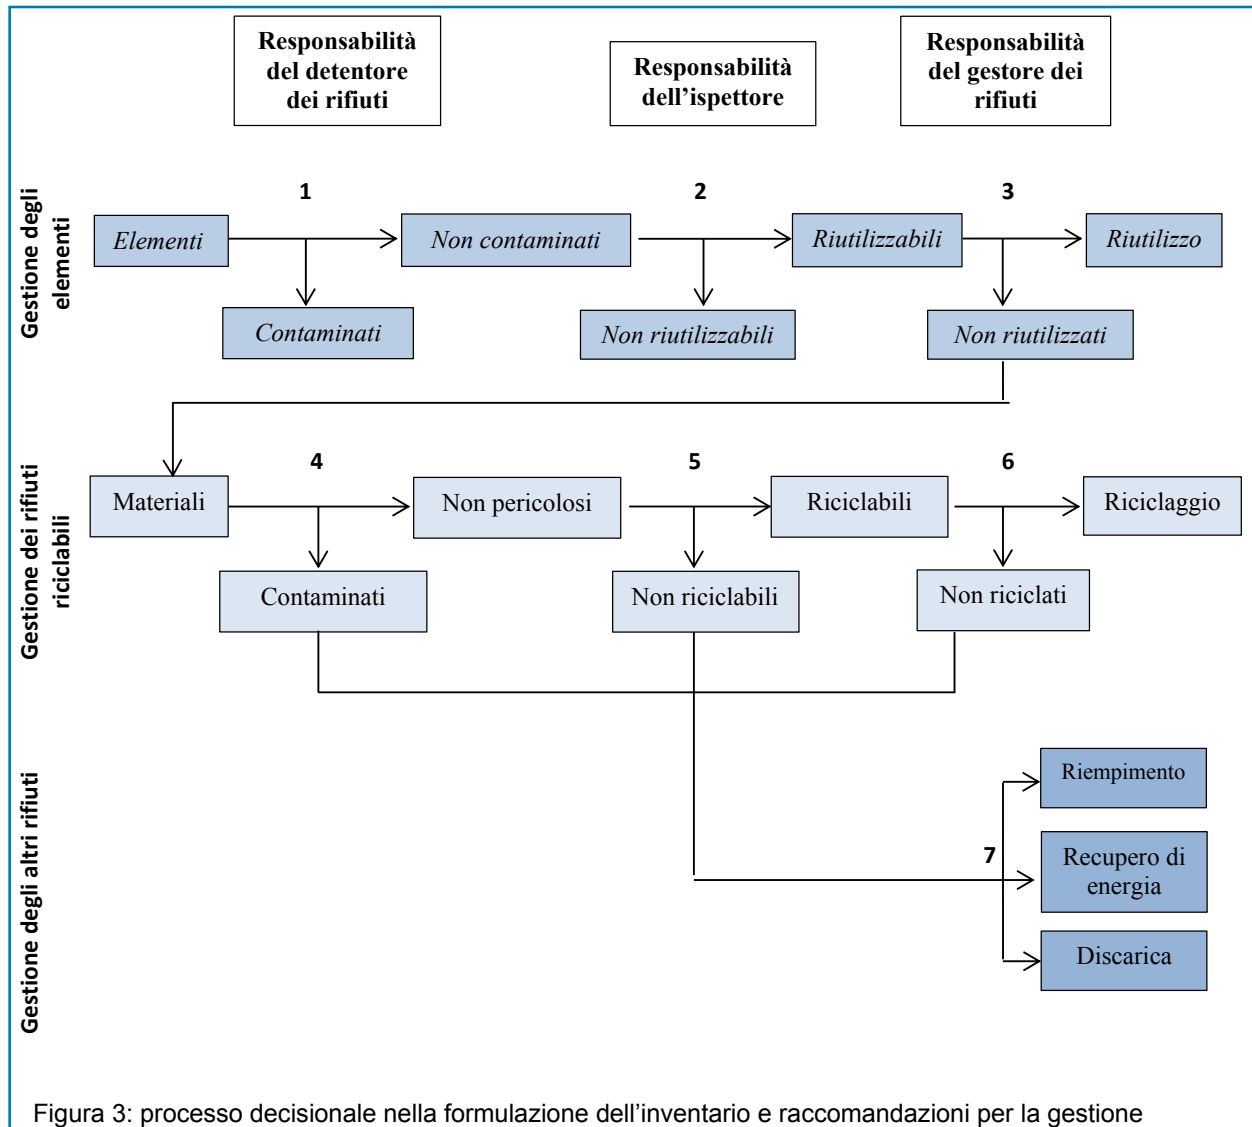 Responsabilità
del detentore
dei rifiuti
Responsabilità
dell'ispettore
Responsabilità
del gestore dei
rifiuti
Gestione degli
elementi
1
2
3
Elementi
Non contaminati
Riutilizzabili
Riutilizzo
Contaminati
Non riutilizzabili
Non riutilizzati
Gestione dei rifiuti
riciclabili
4
5
6
Materiali
Non pericolosi
Riciclabili
Riciclaggio
Contaminati
Non riciclabili
Non riciclati
Gestione degli altri rifiuti
Riempimento
7
Recupero di
energia
Discarica
Figura 3: processo decisionale nella formulazione dell'inventario e raccomandazioni per la gestione